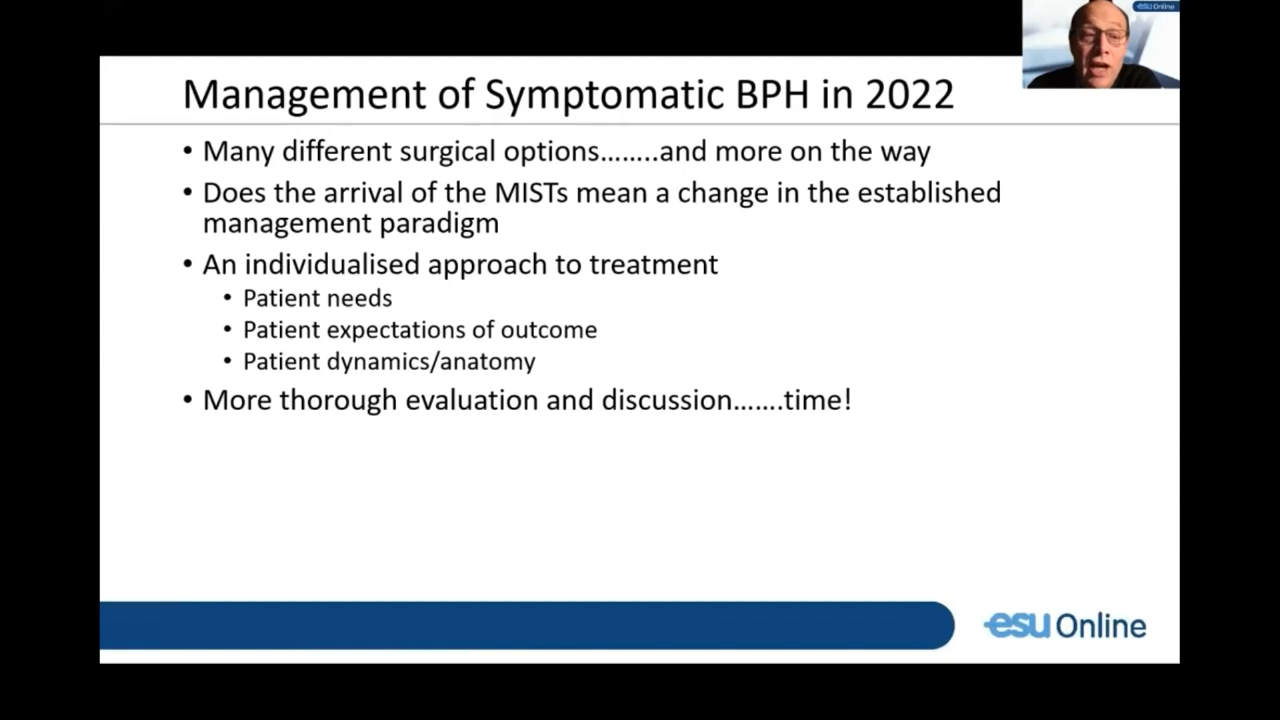 esu Online
Management of Symptomatic BPH in 2022
• Many different surgical options……..and more on the way
• Does the arrival of the MISTs mean a change in the established
management paradigm
• An individualised approach to treatment
• Patient needs
• Patient expectations of outcome
• Patient dynamics/anatomy
• More thorough evaluation and discussion…….time!
esu Online